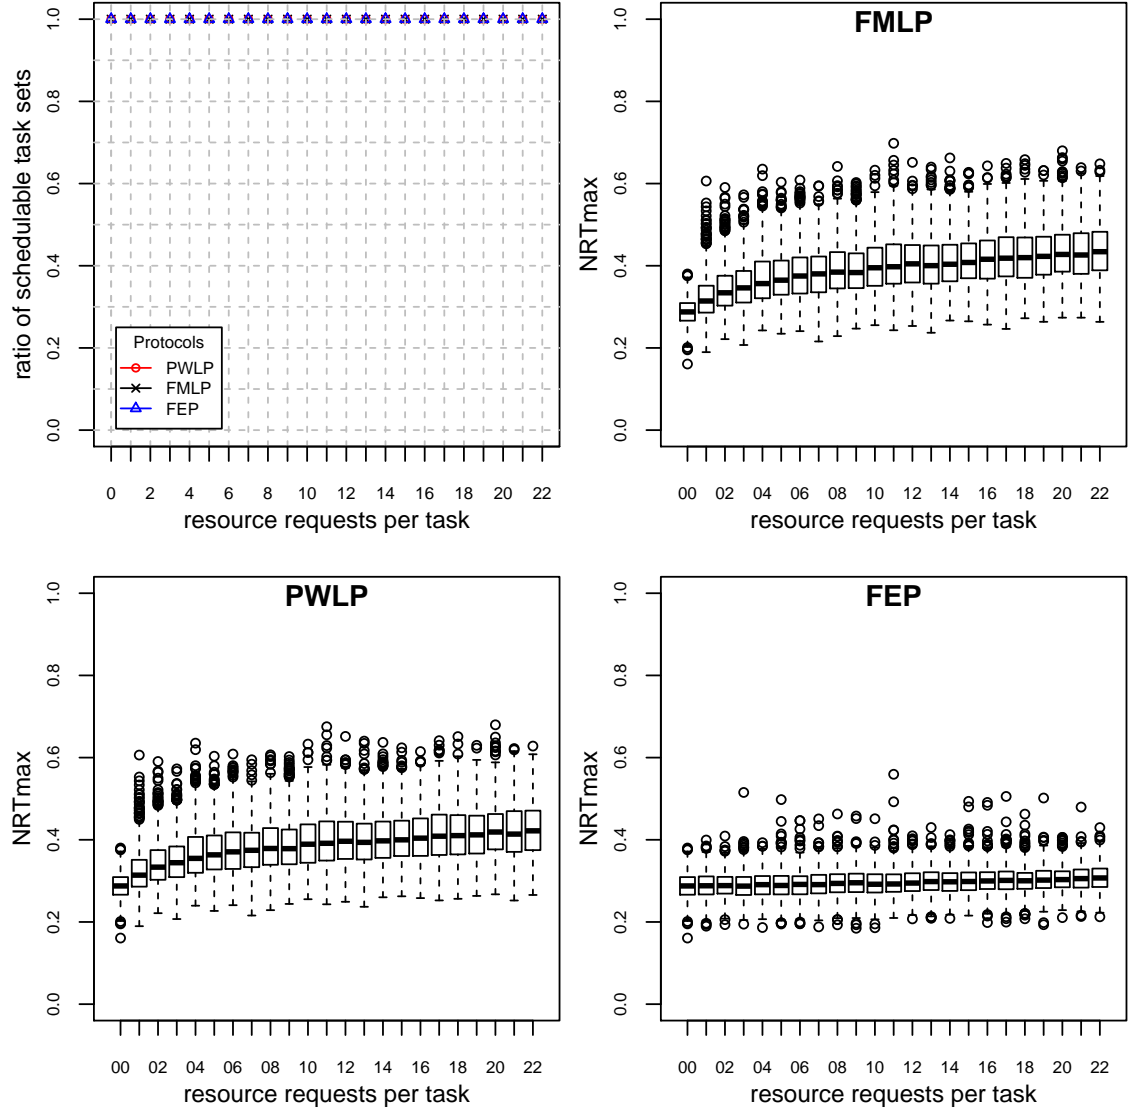 ratio of schedulable task sets
1.0
0.8
0.6
0.4
0.2
0.0
Protocols
PWLP
FMLP
FEP
0 2 4 6 8 10 12 14 16 18 20 22
resource requests per task
FMLP
NRTmax
1.0
0.8
0.6
0.4
0.2
0.0
00 02 04 06 08 10 12 14 16 18 20 22
resource requests per task
PWLP
NRTmax
1.0
0.8
0.6
0.4
0.2
0.0
00 02 04 06 08 10 12 14 16 18 20 22
resource requests per task
FEP
NRTmax
1.0
0.8
0.6
0.4
0.2
0.0
00 02 04 06 08 10 12 14 16 18 20 22
resource requests per task